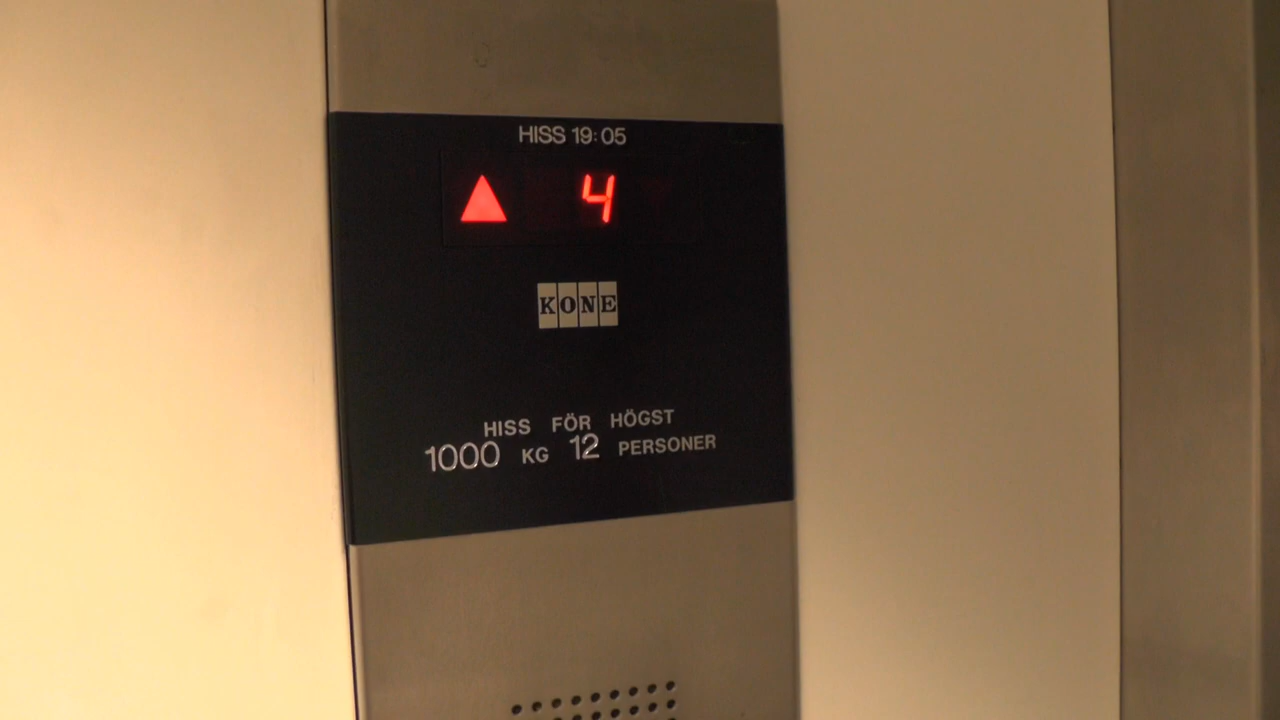 HISS 19:05
4
KONE
HISS FÖR HÖGST
1000 KG 12 PERSONER